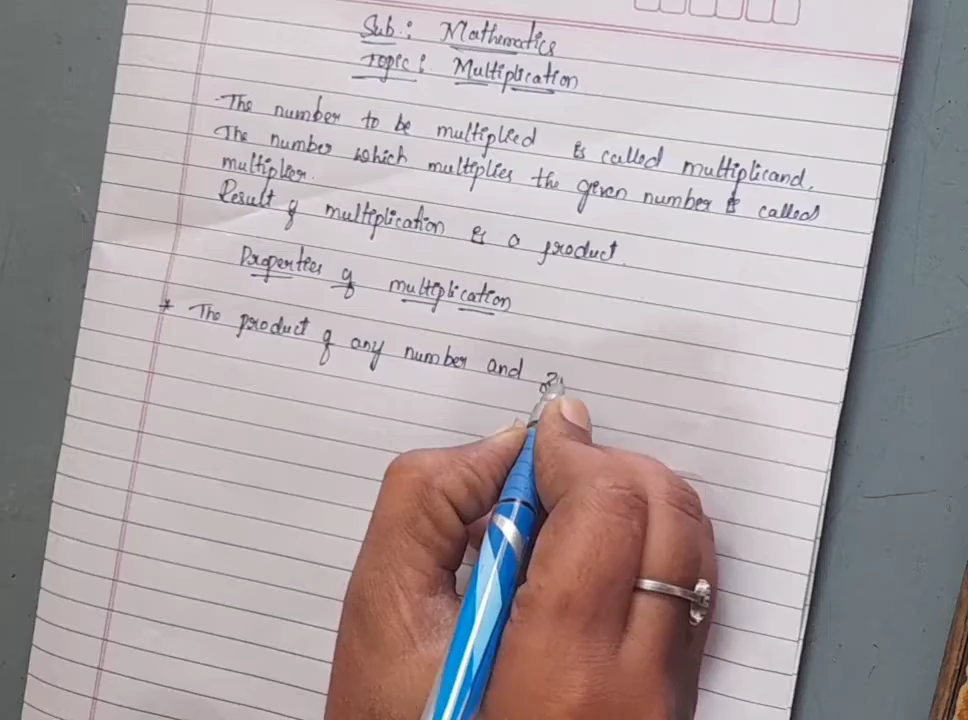 Sub.: Mathematics
Topic: Multiplication
The number to be multiplied is called multiplicand.
The number which multiplies the given number is called
multiplier.
Result of multiplication is a product.
Properties of multiplication
* The product of any number and